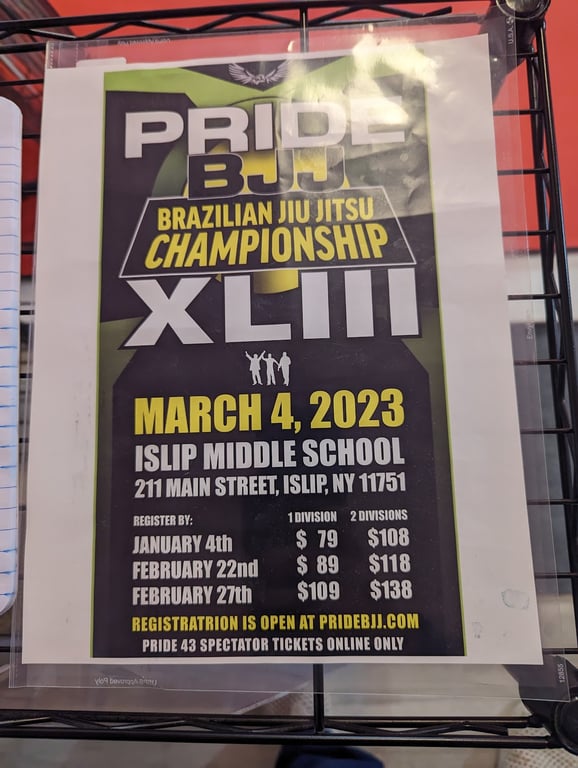 PRIDE
BJJ
BRAZILIAN JIU JITSU
CHAMPIONSHIP
XLIII
MARCH 4, 2023
ISLIP MIDDLE SCHOOL
211 MAIN STREET, ISLIP, NY 11751
REGISTER BY: 1 DIVISION 2 DIVISIONS
JANUARY 4th $ 79 $108
FEBRUARY 22nd $ 89 $118
FEBRUARY 27th $109 $138
REGISTRATRION IS OPEN AT PRIDEBJJ.COM
PRIDE 43 SPECTATOR TICKETS ONLINE ONLY